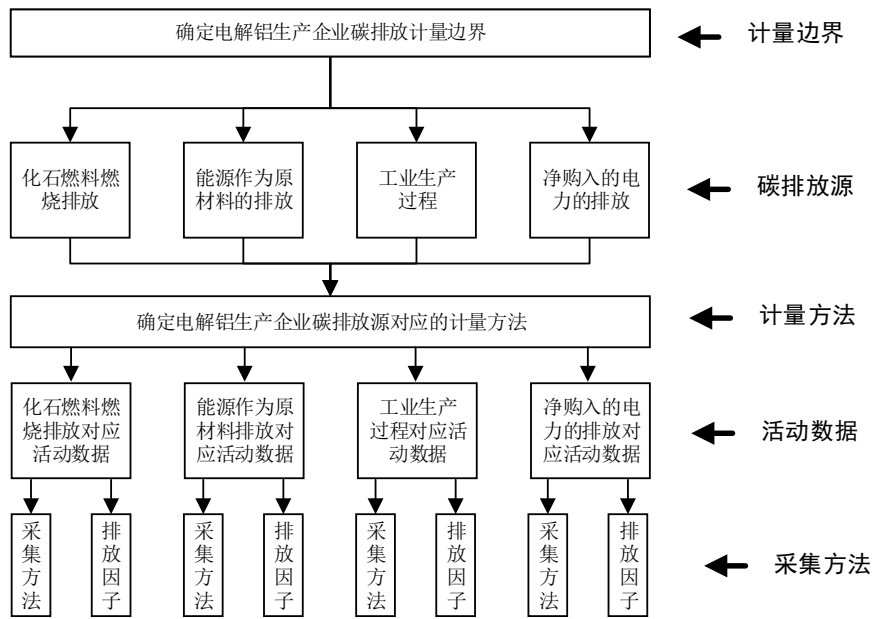 确定电解铝生产企业碳排放计量边界
计量边界
化石燃料燃
烧排放
能源作为原
材料的排放
工业生产
过程
净购入的电
力的排放
碳排放源
确定电解铝生产企业碳排放源对应的计量方法
计量方法
化石燃料燃
烧排放对应
活动数据
能源作为原
材料排放对
应活动数据
工业生产
过程对应活
动数据
净购入的电
力的排放对
应活动数据
活动数据
采集方法
排放因子
采集方法
排放因子
采集方法
排放因子
采集方法
排放因子
采集方法